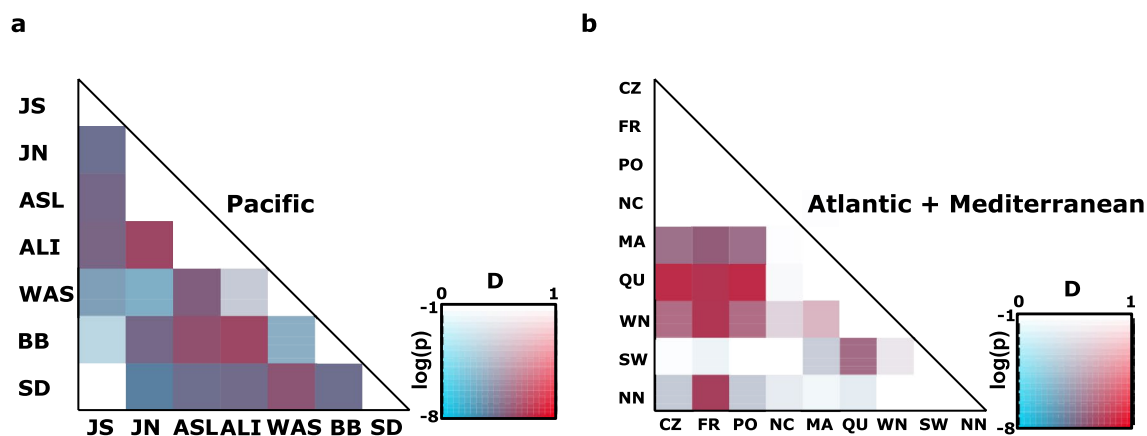 a
JS
JN
ASL
ALI
WAS
BB
SD
JS JN ASL ALI WAS BB SD
Pacific
D
0 1
-1
log(p)
-8
b
CZ
FR
PO
NC
MA
QU
WN
SW
NN
CZ FR PO NC MA QU WN SW NN
Atlantic + Mediterranean
D
0 1
-1
log(p)
-8